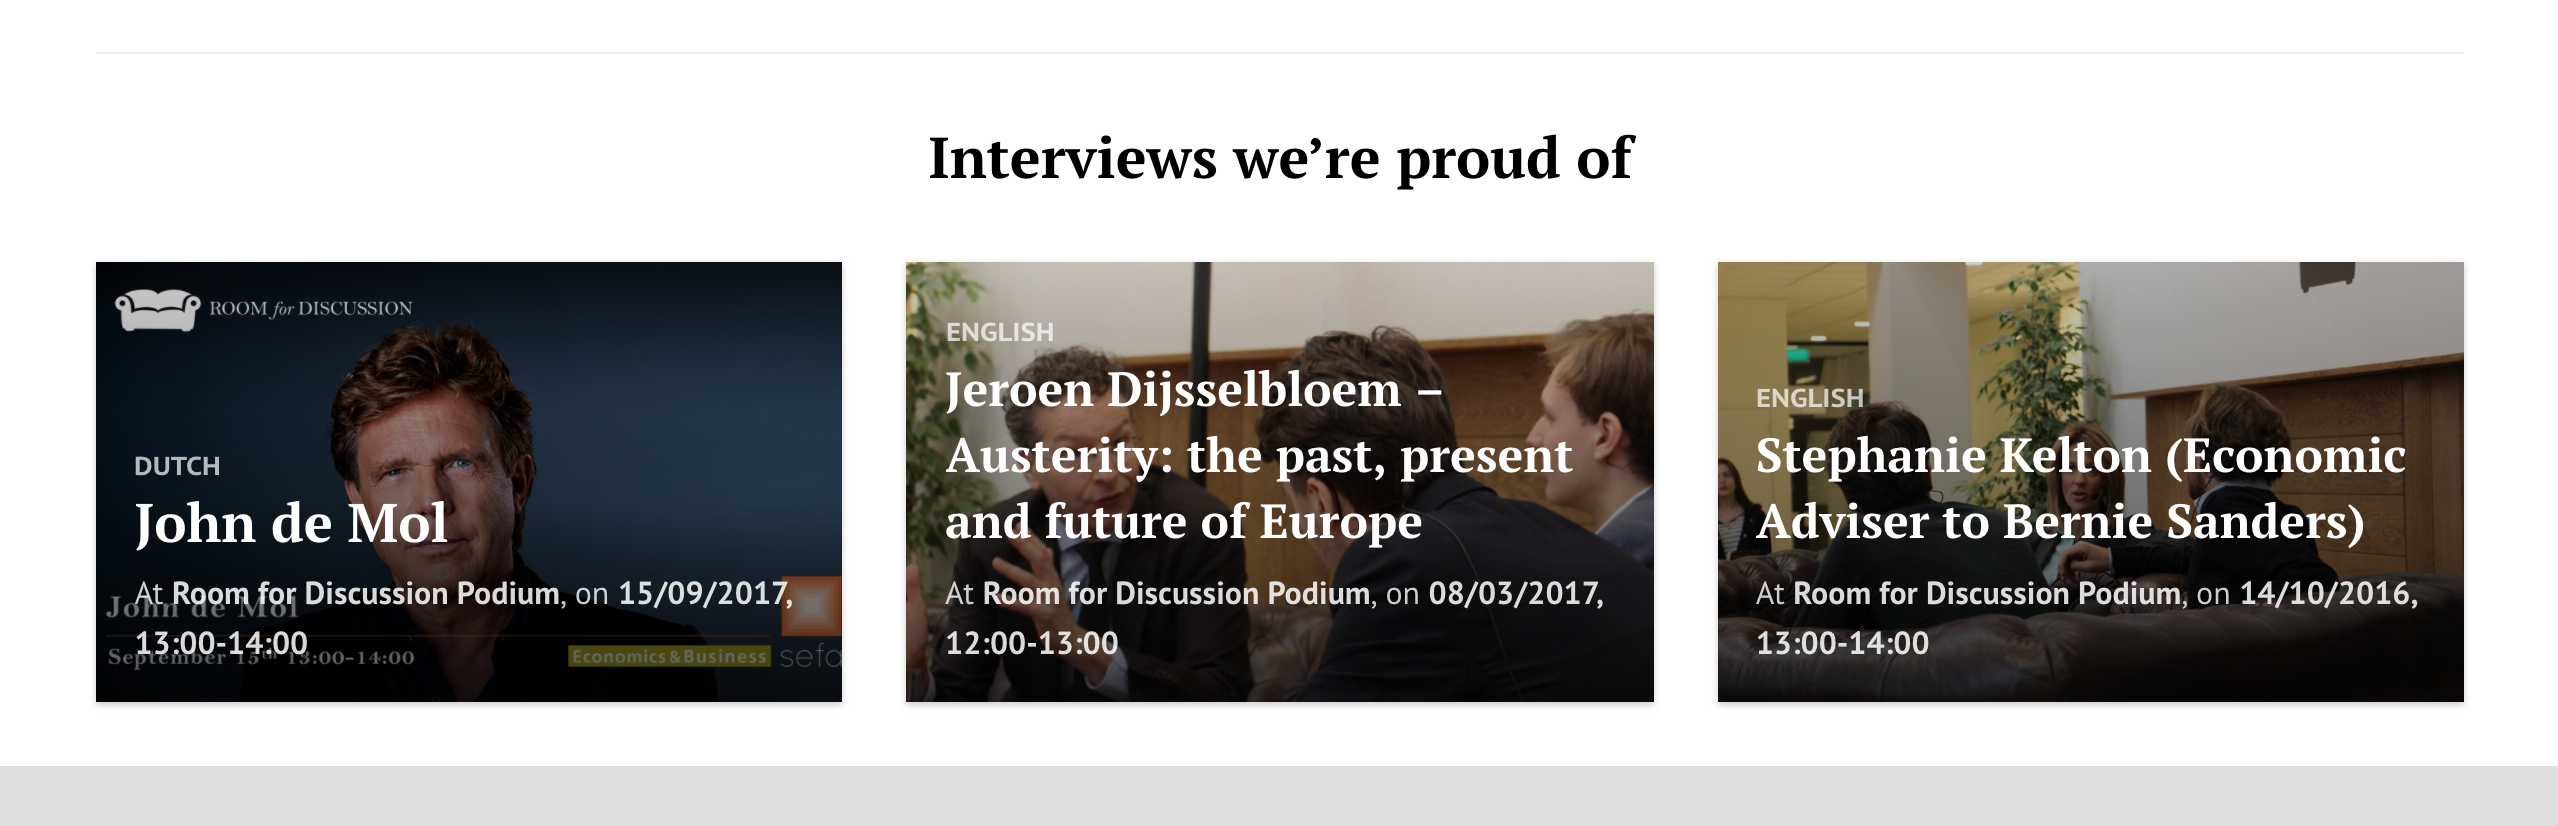 Interviews we’re proud of
ROOM for DISCUSSION
DUTCH
John de Mol
At Room for Discussion Podium, on 15/09/2017,
13:00-14:00
John de Mol
September 15th 13:00-14:00
Economics & Business
sefa
ENGLISH
Jeroen Dijsselbloem –
Austerity: the past, present
and future of Europe
At Room for Discussion Podium, on 08/03/2017,
12:00-13:00
ENGLISH
Stephanie Kelton (Economic
Adviser to Bernie Sanders)
At Room for Discussion Podium, on 14/10/2016,
13:00-14:00